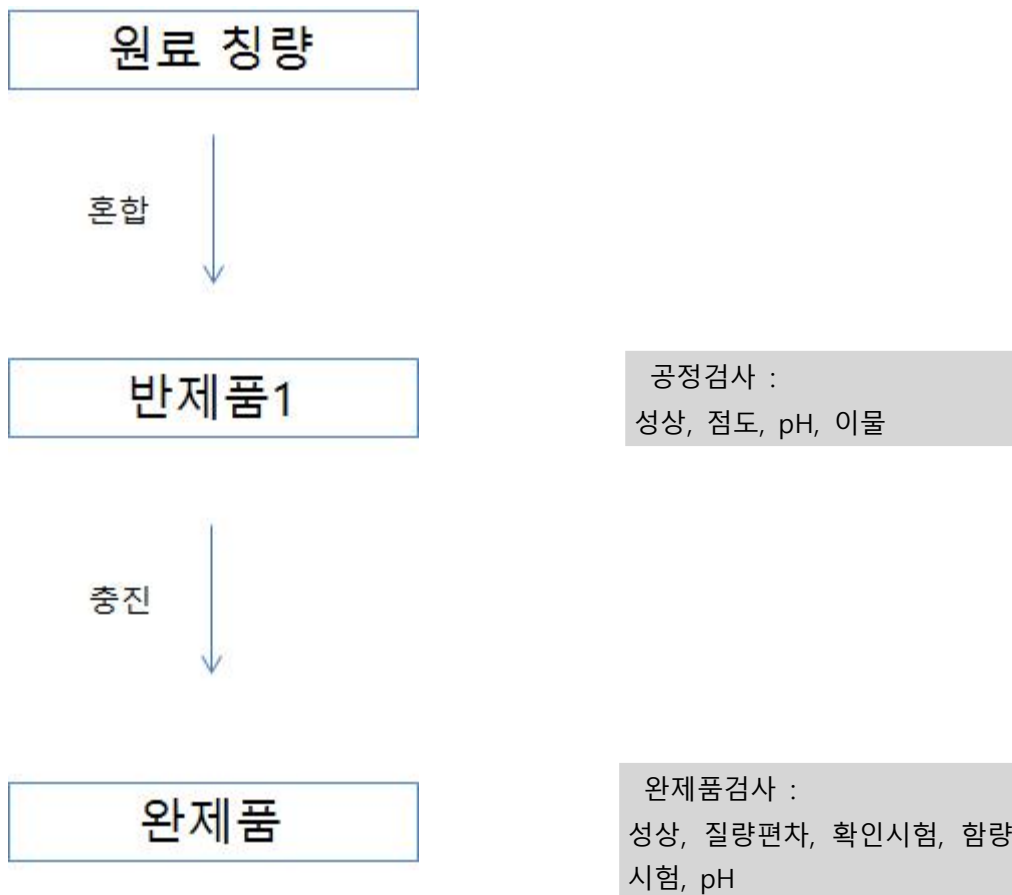 원료 칭량
혼합
반제품1
공정검사 :
성상, 점도, pH, 이물
충진
완제품
완제품검사 :
성상, 질량편차, 확인시험, 함량
시험, pH